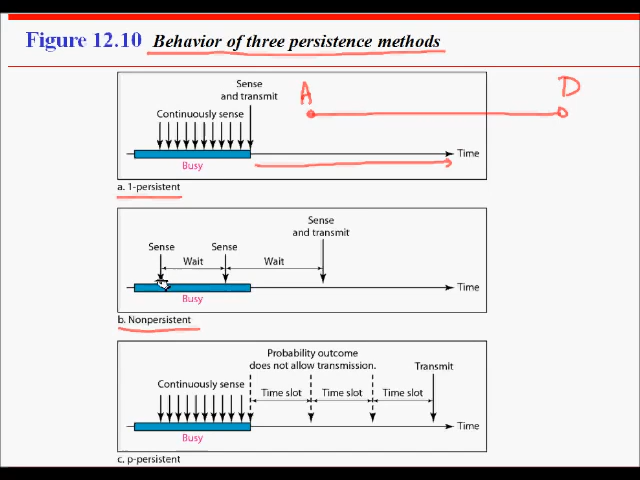 Figure 12.10 Behavior of three persistence methods
Sense
and transmit
A
D
Continuously sense
Time
Busy
a. 1-persistent
Sense
and transmit
Sense
Sense
Wait
Wait
Time
Busy
b. Nonpersistent
Probability outcome
does not allow transmission.
Transmit
Continuously sense
Time slot
Time slot
Time slot
Time
Busy
c. p-persistent